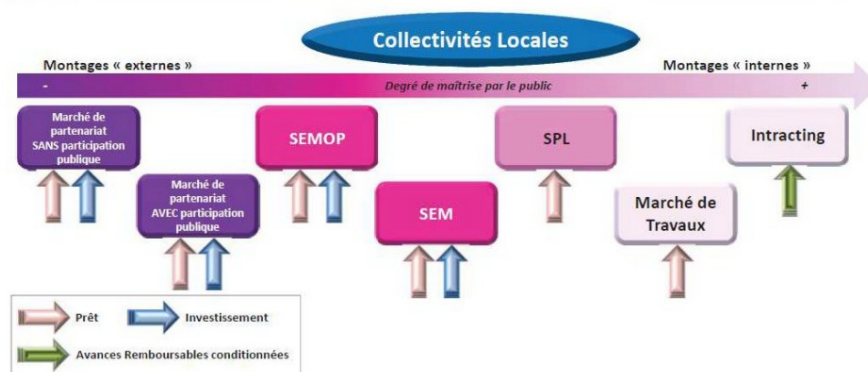 Collectivités Locales
Montages « externes »
Montages « internes »
-
Degré de maîtrise par le public
+
Marché de
partenariat
SANS participation
publique
SEMOP
SPL
Intracting
Marché de
partenariat
AVEC participation
publique
SEM
Marché de
Travaux
Prêt
Investissement
Avances Remboursables conditionnées